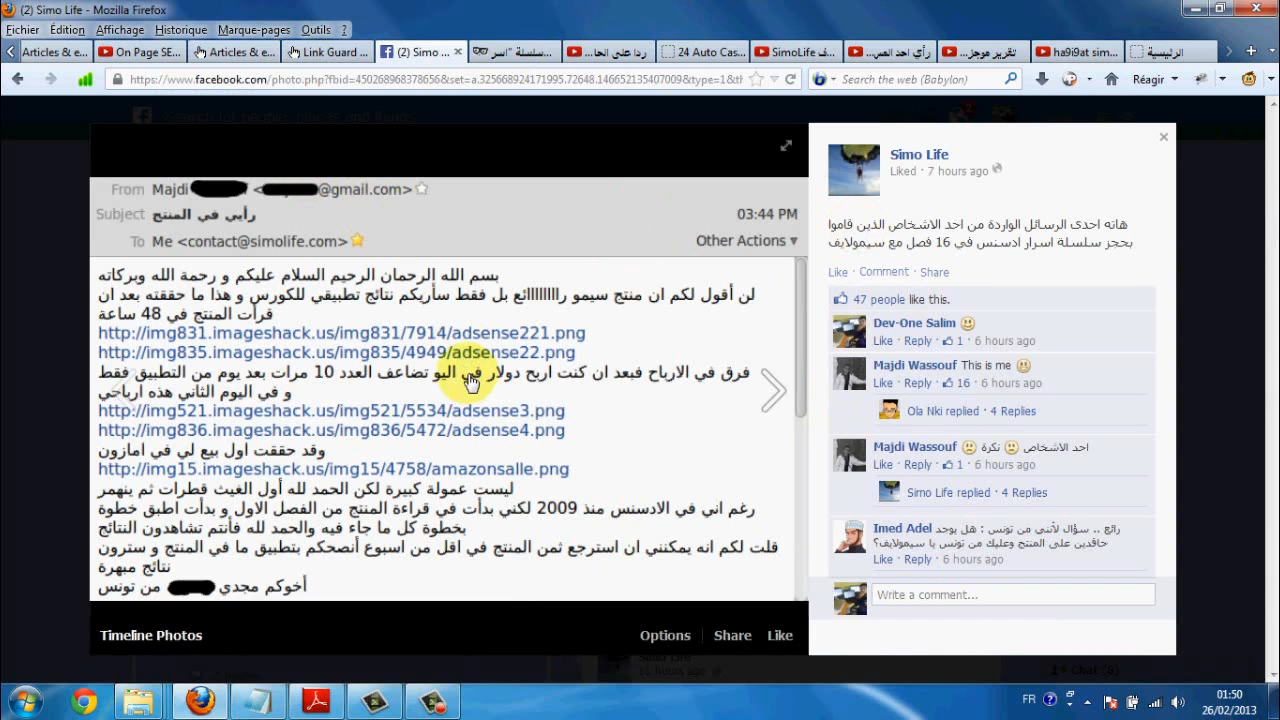 (2) Simo Life - Mozilla Firefox
Fichier Édition Affichage Historique Marque-pages Outils ?
Articles & e...
On Page SE...
Articles & e...
Link Guard ...
(2) Simo ...
سلسلة "اسر...
ردا على الحا...
24 Auto Cas...
SimoLife ف...
رأي احد العس...
تقرير موجز...
ha9i9at sim...
الرئيسية
https://www.facebook.com/photo.php?fbid=450268968378656&set=a.325668924171995.72648.146652135407009&type=1&th
Search the web (Babylon)
Réagir
Search for people, places and things
From Majdi < @gmail.com>
Subject رأيي في المنتج
03:44 PM
To Me <contact@simolife.com>
Other Actions
بسم الله الرحمان الرحيم السلام عليكم و رحمة الله وبركاته
لن أقول لكم ان منتج سيمو رااااااااائع بل فقط سأريكم نتائج تطبيقي للكورس و هذا ما حققته بعد ان
قرأت المنتج في 48 ساعة
http://img831.imageshack.us/img831/7914/adsense221.png
http://img835.imageshack.us/img835/4949/adsense22.png
فرق في الارباح فبعد ان كنت اربح دولار في اليو تضاعف العدد 10 مرات بعد يوم من التطبيق فقط
و في اليوم الثاني هذه ارباحي
http://img521.imageshack.us/img521/5534/adsense3.png
http://img836.imageshack.us/img836/5472/adsense4.png
وقد حققت اول بيع لي في امازون
http://img15.imageshack.us/img15/4758/amazonsalle.png
ليست عمولة كبيرة لكن الحمد لله أول الغيث قطرات ثم ينهمر
رغم اني في الادسنس منذ 2009 لكني بدأت في قراءة المنتج من الفصل الاول و بدأت اطبق خطوة
بخطوة كل ما جاء فيه والحمد لله فأنتم تشاهدون النتائج
قلت لكم انه يمكنني ان استرجع ثمن المنتج في اقل من اسبوع أنصحكم بتطبيق ما في المنتج و سترون
نتائج مبهرة
أخوكم مجدي من تونس
Timeline Photos
Options
Share
Like
Simo Life
Liked · 7 hours ago
هاته احدى الرسائل الواردة من احد الاشخاص الذين قاموا
بحجز سلسلة اسرار ادسنس في 16 فصل مع سيمولايف
Like · Comment · Share
47 people like this.
Dev-One Salim
Like · Reply · 1 · 6 hours ago
Majdi Wassouf This is me
Like · Reply · 16 · 6 hours ago
Ola Nki replied · 4 Replies
Majdi Wassouf نكرة احد الاشخاص
Like · Reply · 1 · 6 hours ago
Simo Life replied · 4 Replies
Imed Adel رائع .. سؤال لأنني من تونس : هل يوجد
حاقدين على المنتج وعليك من تونس يا سيمولايف؟
Like · Reply · 6 hours ago
Write a comment...
Simo Life
11 hours ago
Chat (8)
FR
01:50
26/02/2013